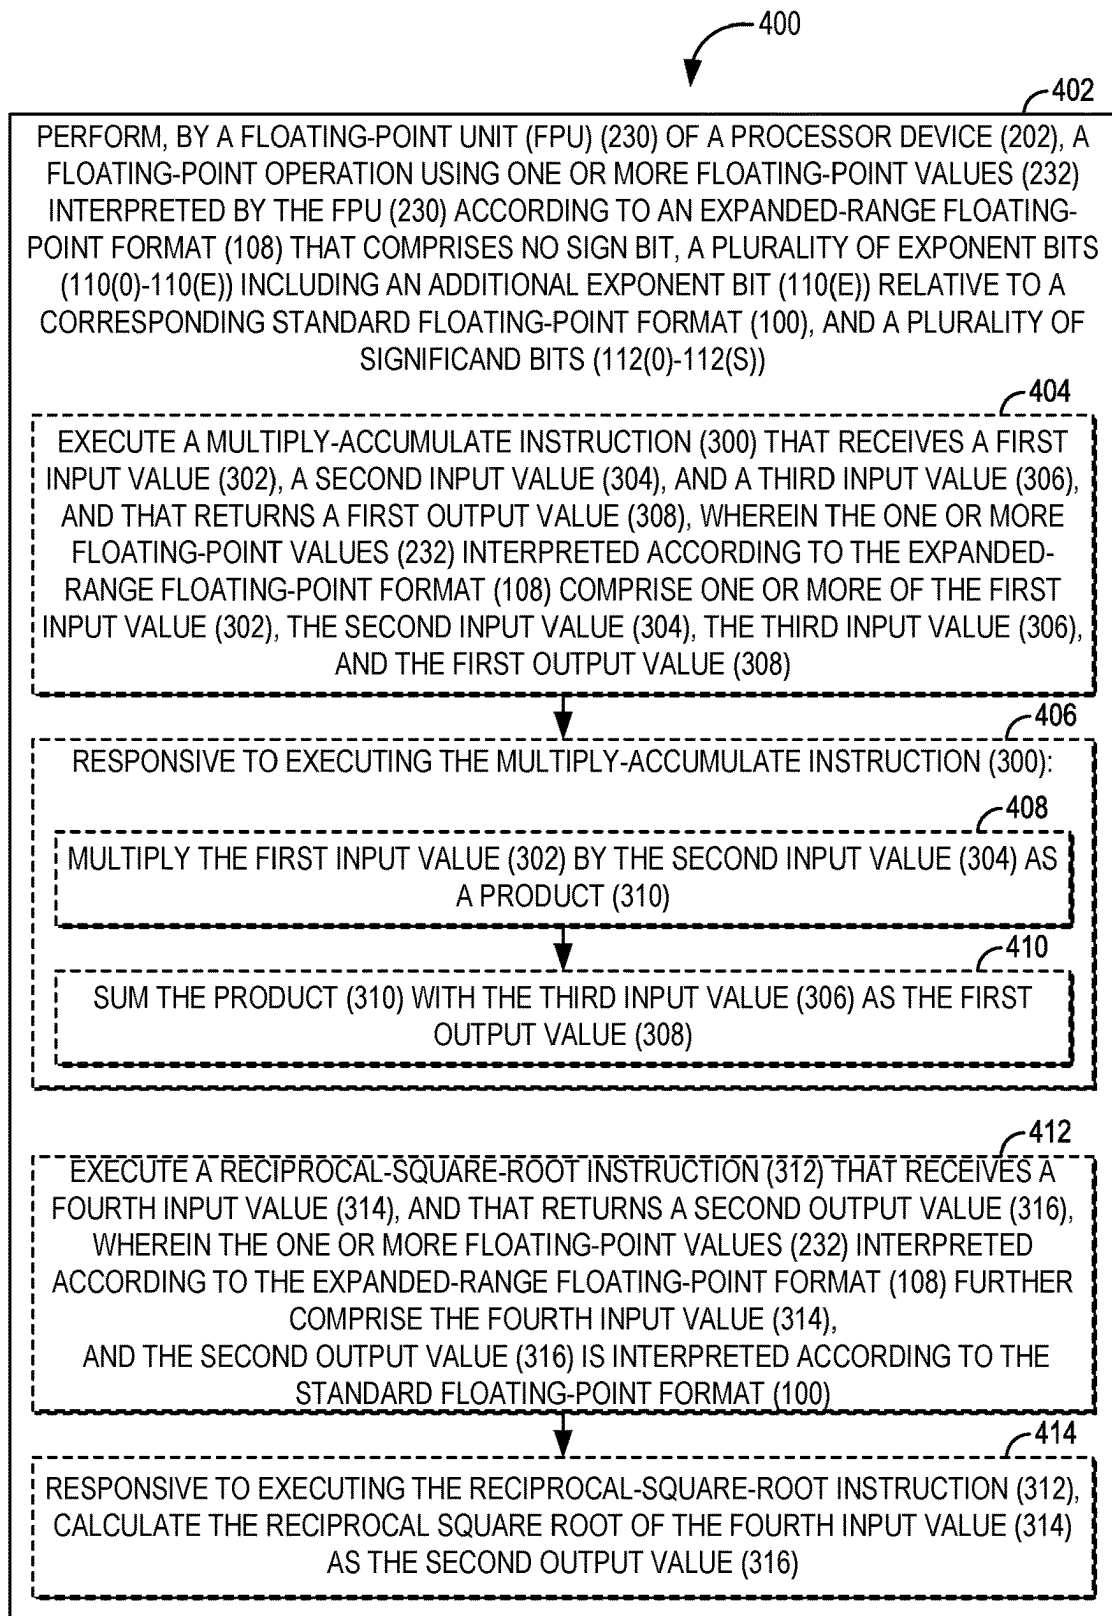 400
402
PERFORM, BY A FLOATING-POINT UNIT (FPU) (230) OF A PROCESSOR DEVICE (202), A
FLOATING-POINT OPERATION USING ONE OR MORE FLOATING-POINT VALUES (232)
INTERPRETED BY THE FPU (230) ACCORDING TO AN EXPANDED-RANGE FLOATING-
POINT FORMAT (108) THAT COMPRISES NO SIGN BIT, A PLURALITY OF EXPONENT BITS
(110(0)-110(E)) INCLUDING AN ADDITIONAL EXPONENT BIT (110(E)) RELATIVE TO A
CORRESPONDING STANDARD FLOATING-POINT FORMAT (100), AND A PLURALITY OF
SIGNIFICAND BITS (112(0)-112(S))
404
EXECUTE A MULTIPLY-ACCUMULATE INSTRUCTION (300) THAT RECEIVES A FIRST
INPUT VALUE (302), A SECOND INPUT VALUE (304), AND A THIRD INPUT VALUE (306),
AND THAT RETURNS A FIRST OUTPUT VALUE (308), WHEREIN THE ONE OR MORE
FLOATING-POINT VALUES (232) INTERPRETED ACCORDING TO THE EXPANDED-
RANGE FLOATING-POINT FORMAT (108) COMPRISE ONE OR MORE OF THE FIRST
INPUT VALUE (302), THE SECOND INPUT VALUE (304), THE THIRD INPUT VALUE (306),
AND THE FIRST OUTPUT VALUE (308)
406
RESPONSIVE TO EXECUTING THE MULTIPLY-ACCUMULATE INSTRUCTION (300):
408
MULTIPLY THE FIRST INPUT VALUE (302) BY THE SECOND INPUT VALUE (304) AS
A PRODUCT (310)
410
SUM THE PRODUCT (310) WITH THE THIRD INPUT VALUE (306) AS THE FIRST
OUTPUT VALUE (308)
412
EXECUTE A RECIPROCAL-SQUARE-ROOT INSTRUCTION (312) THAT RECEIVES A
FOURTH INPUT VALUE (314), AND THAT RETURNS A SECOND OUTPUT VALUE (316),
WHEREIN THE ONE OR MORE FLOATING-POINT VALUES (232) INTERPRETED
ACCORDING TO THE EXPANDED-RANGE FLOATING-POINT FORMAT (108) FURTHER
COMPRISE THE FOURTH INPUT VALUE (314),
AND THE SECOND OUTPUT VALUE (316) IS INTERPRETED ACCORDING TO THE
STANDARD FLOATING-POINT FORMAT (100)
414
RESPONSIVE TO EXECUTING THE RECIPROCAL-SQUARE-ROOT INSTRUCTION (312),
CALCULATE THE RECIPROCAL SQUARE ROOT OF THE FOURTH INPUT VALUE (314)
AS THE SECOND OUTPUT VALUE (316)